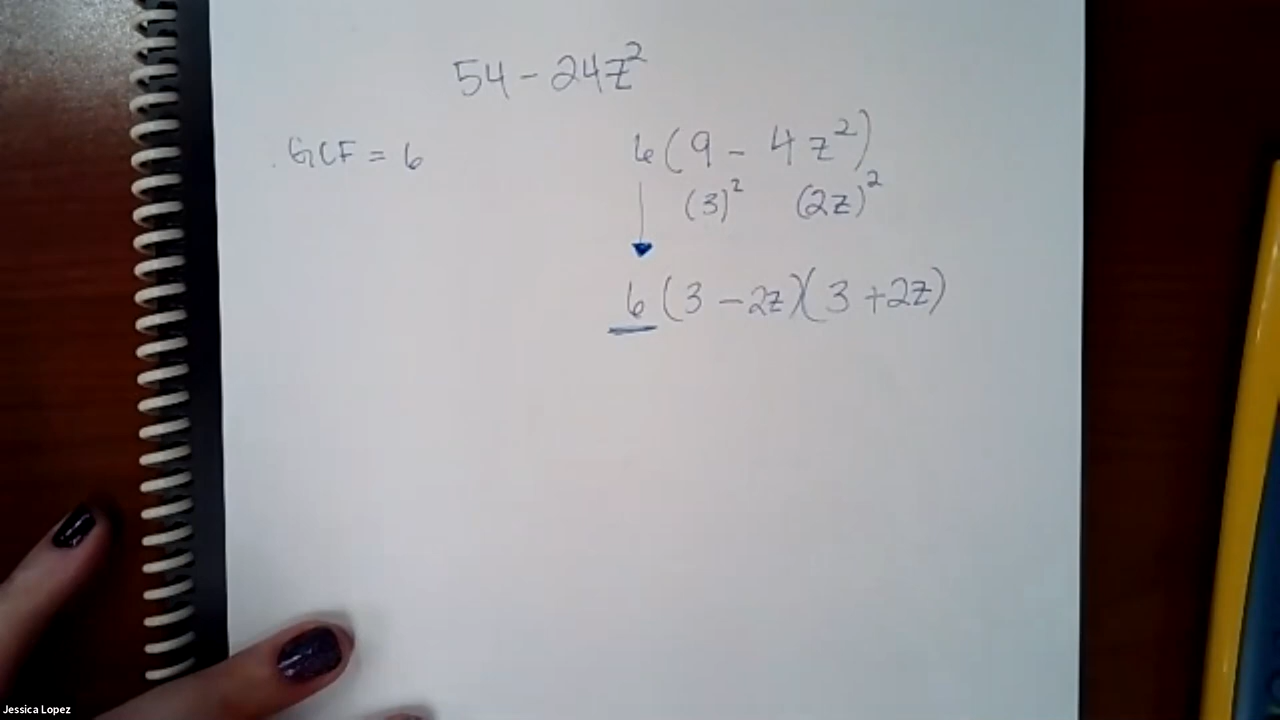 54 - 24z²
GCF = 6
6(9 - 4z²)
(3)² (2z)²
6(3 - 2z)(3 + 2z)
Jessica Lopez